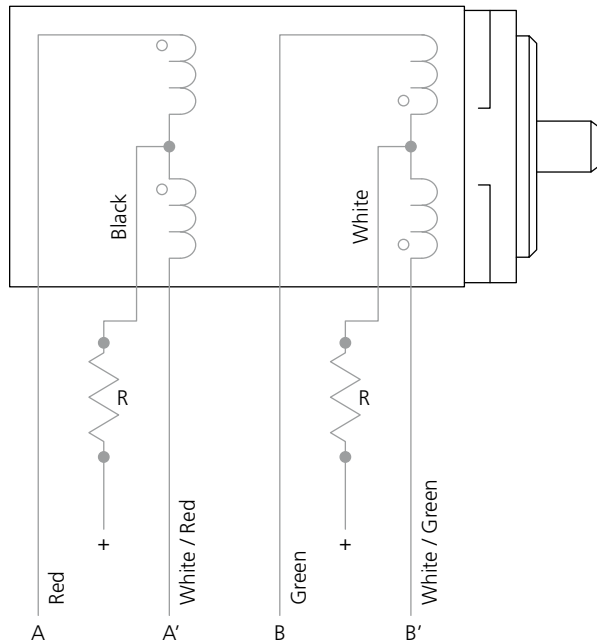 Black
White
R
R
+
+
Red
White / Red
Green
White / Green
A
A’
B
B’